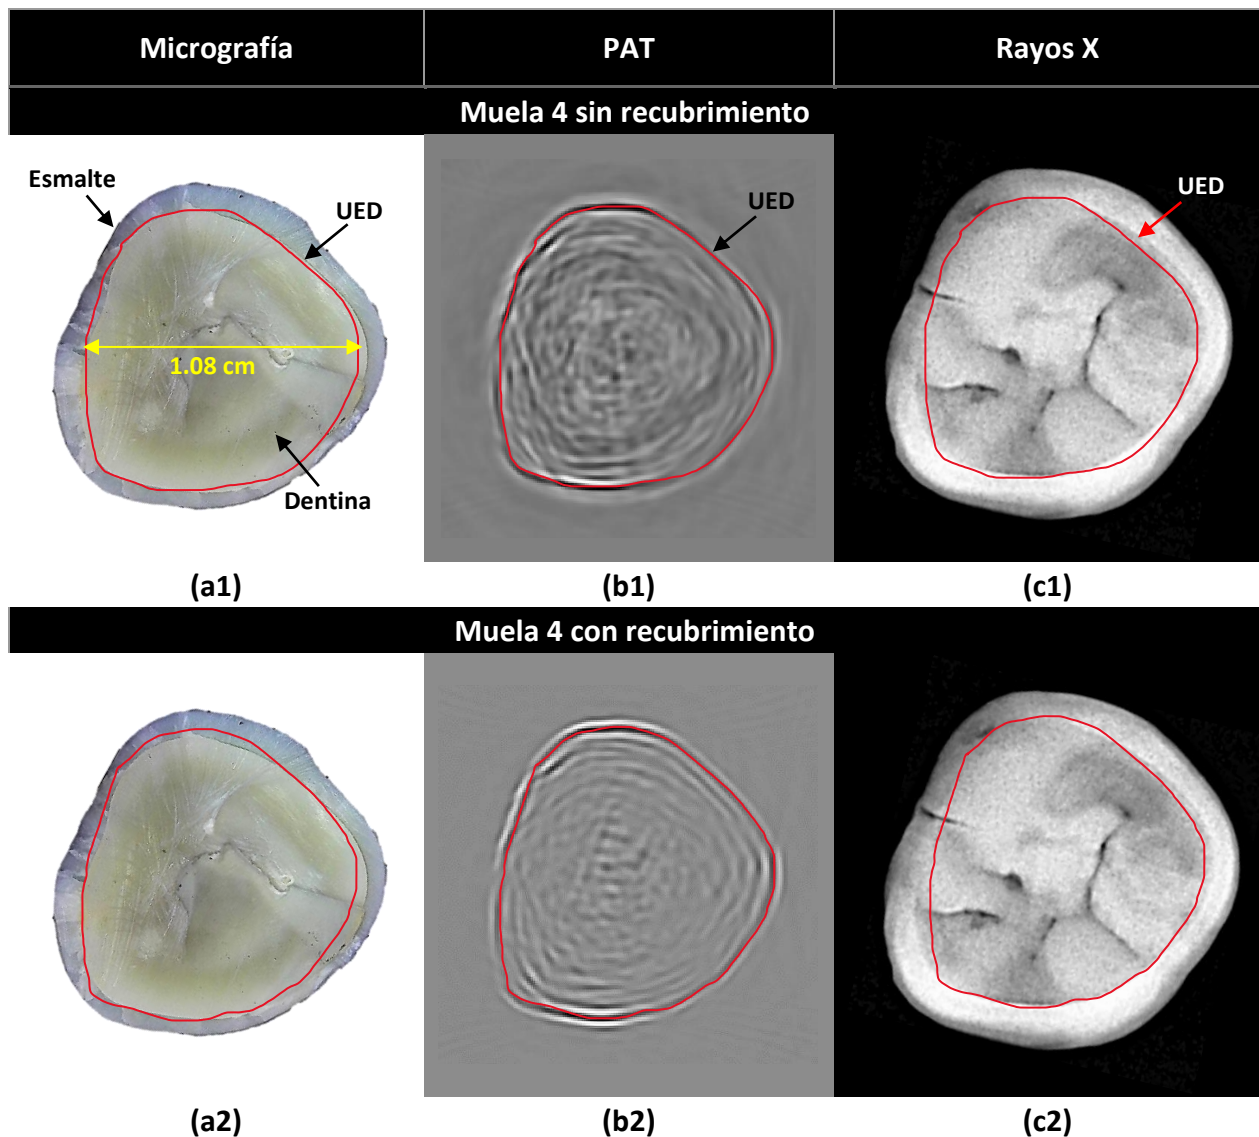 Micrografía
PAT
Rayos X
Muela 4 sin recubrimiento
Esmalte
UED
1.08 cm
Dentina
UED
UED
(a1)
(b1)
(c1)
Muela 4 con recubrimiento
(a2)
(b2)
(c2)